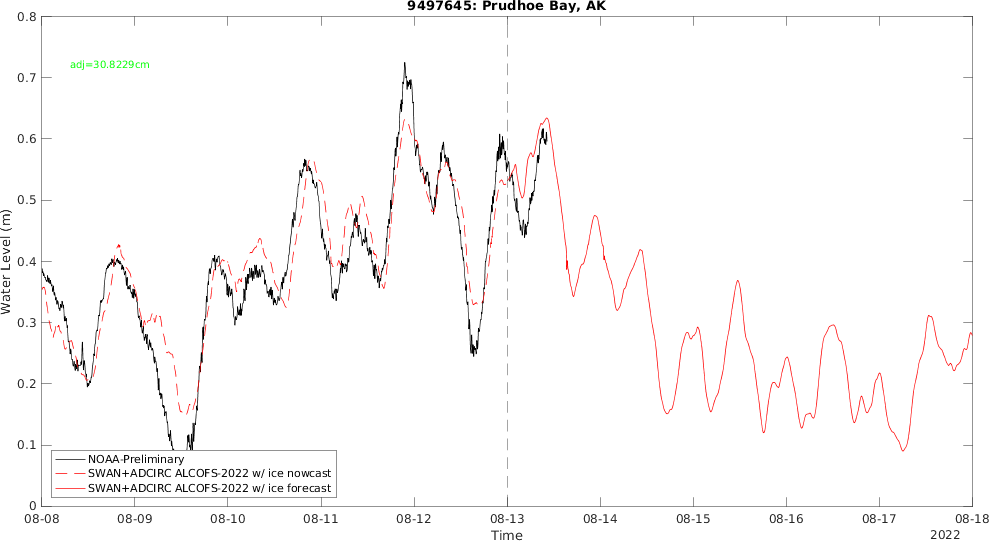 9497645: Prudhoe Bay, AK
adj=30.8229cm
Water Level (m)
0.8
0.7
0.6
0.5
0.4
0.3
0.2
0.1
0
NOAA-Preliminary
SWAN+ADCIRC ALCOFS-2022 w/ ice nowcast
SWAN+ADCIRC ALCOFS-2022 w/ ice forecast
08-08 08-09 08-10 08-11 08-12 08-13 08-14 08-15 08-16 08-17 08-18
Time
2022